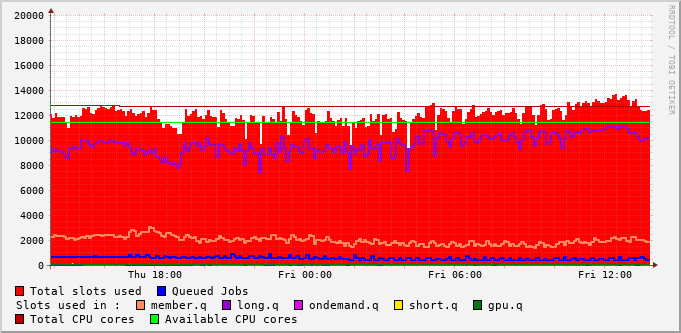 20000
18000
16000
14000
12000
10000
8000
6000
4000
2000
0
Thu 18:00 Fri 00:00 Fri 06:00 Fri 12:00
RRDTOOL / TOBI OETIKER
Total slots used Queued Jobs
Slots used in : member.q long.q ondemand.q short.q gpu.q
Total CPU cores Available CPU cores